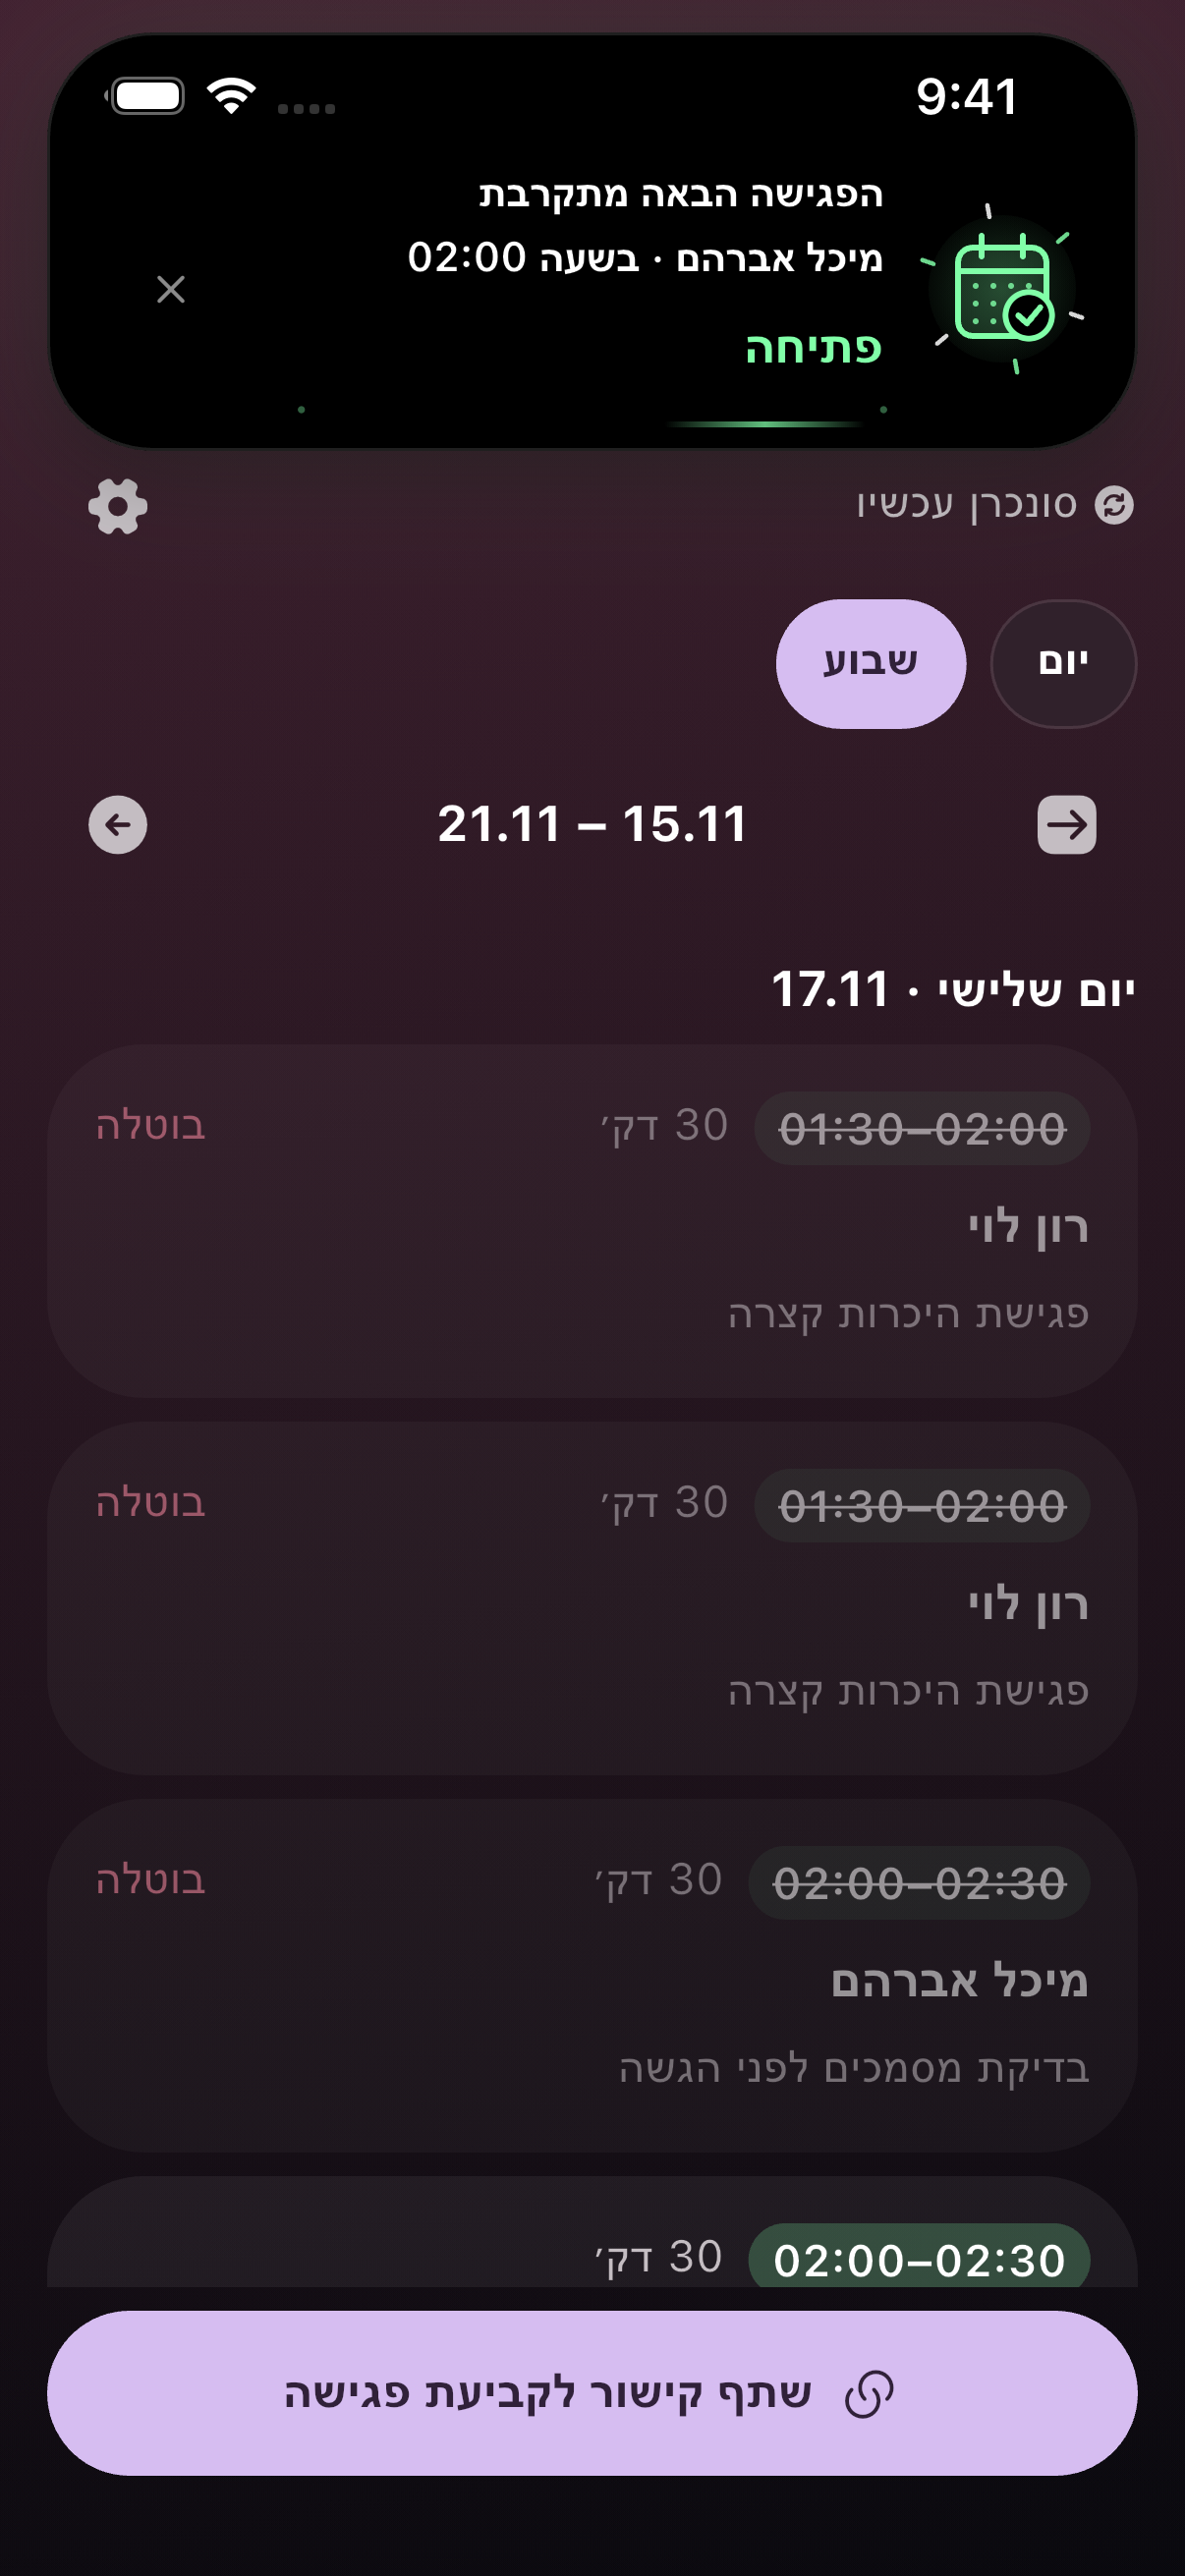 9:41
הפגישה הבאה מתקרבת
מיכל אברהם · בשעה 02:00
פתיחה
סונכרן עכשיו
יום
שבוע
15.11 – 21.11
יום שלישי · 17.11
01:30–02:00 30 דק׳ בוטלה
רון לוי
פגישת היכרות קצרה
01:30–02:00 30 דק׳ בוטלה
רון לוי
פגישת היכרות קצרה
02:00–02:30 30 דק׳ בוטלה
מיכל אברהם
בדיקת מסמכים לפני הגשה
02:00–02:30 30 דק׳
שתף קישור לקביעת פגישה